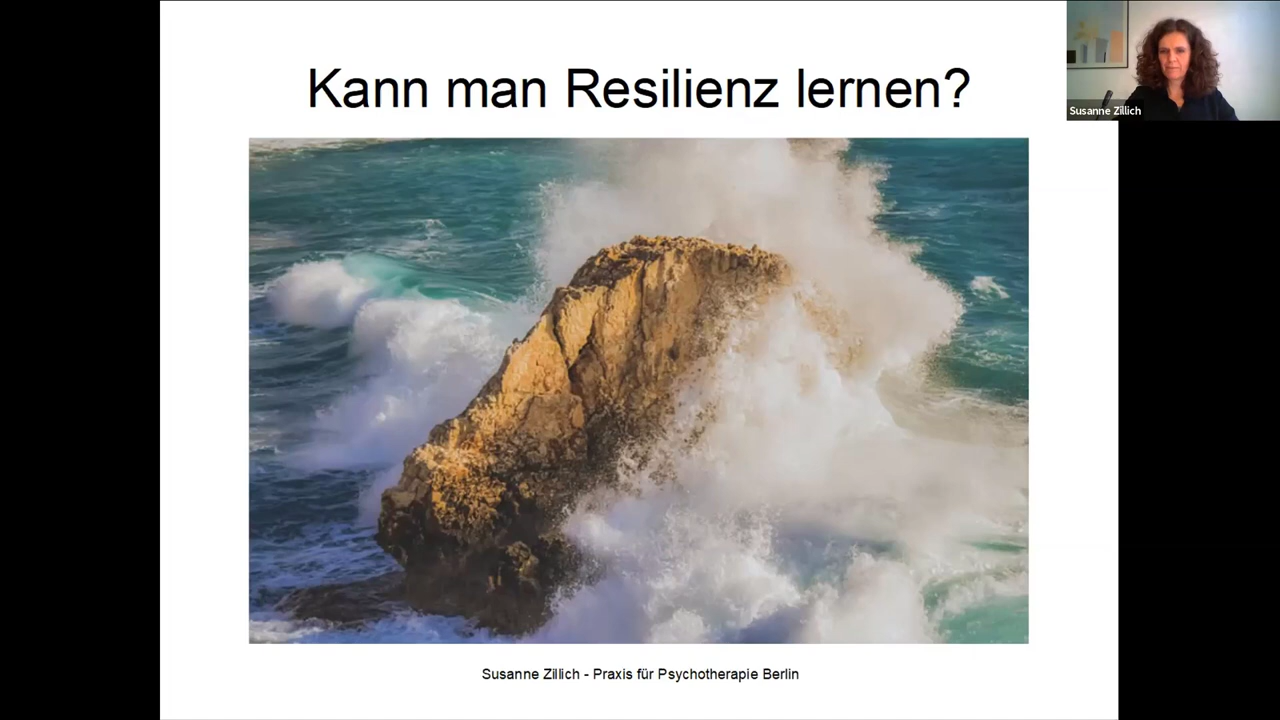 Kann man Resilienz lernen?
Susanne Zillich
Susanne Zillich - Praxis für Psychotherapie Berlin